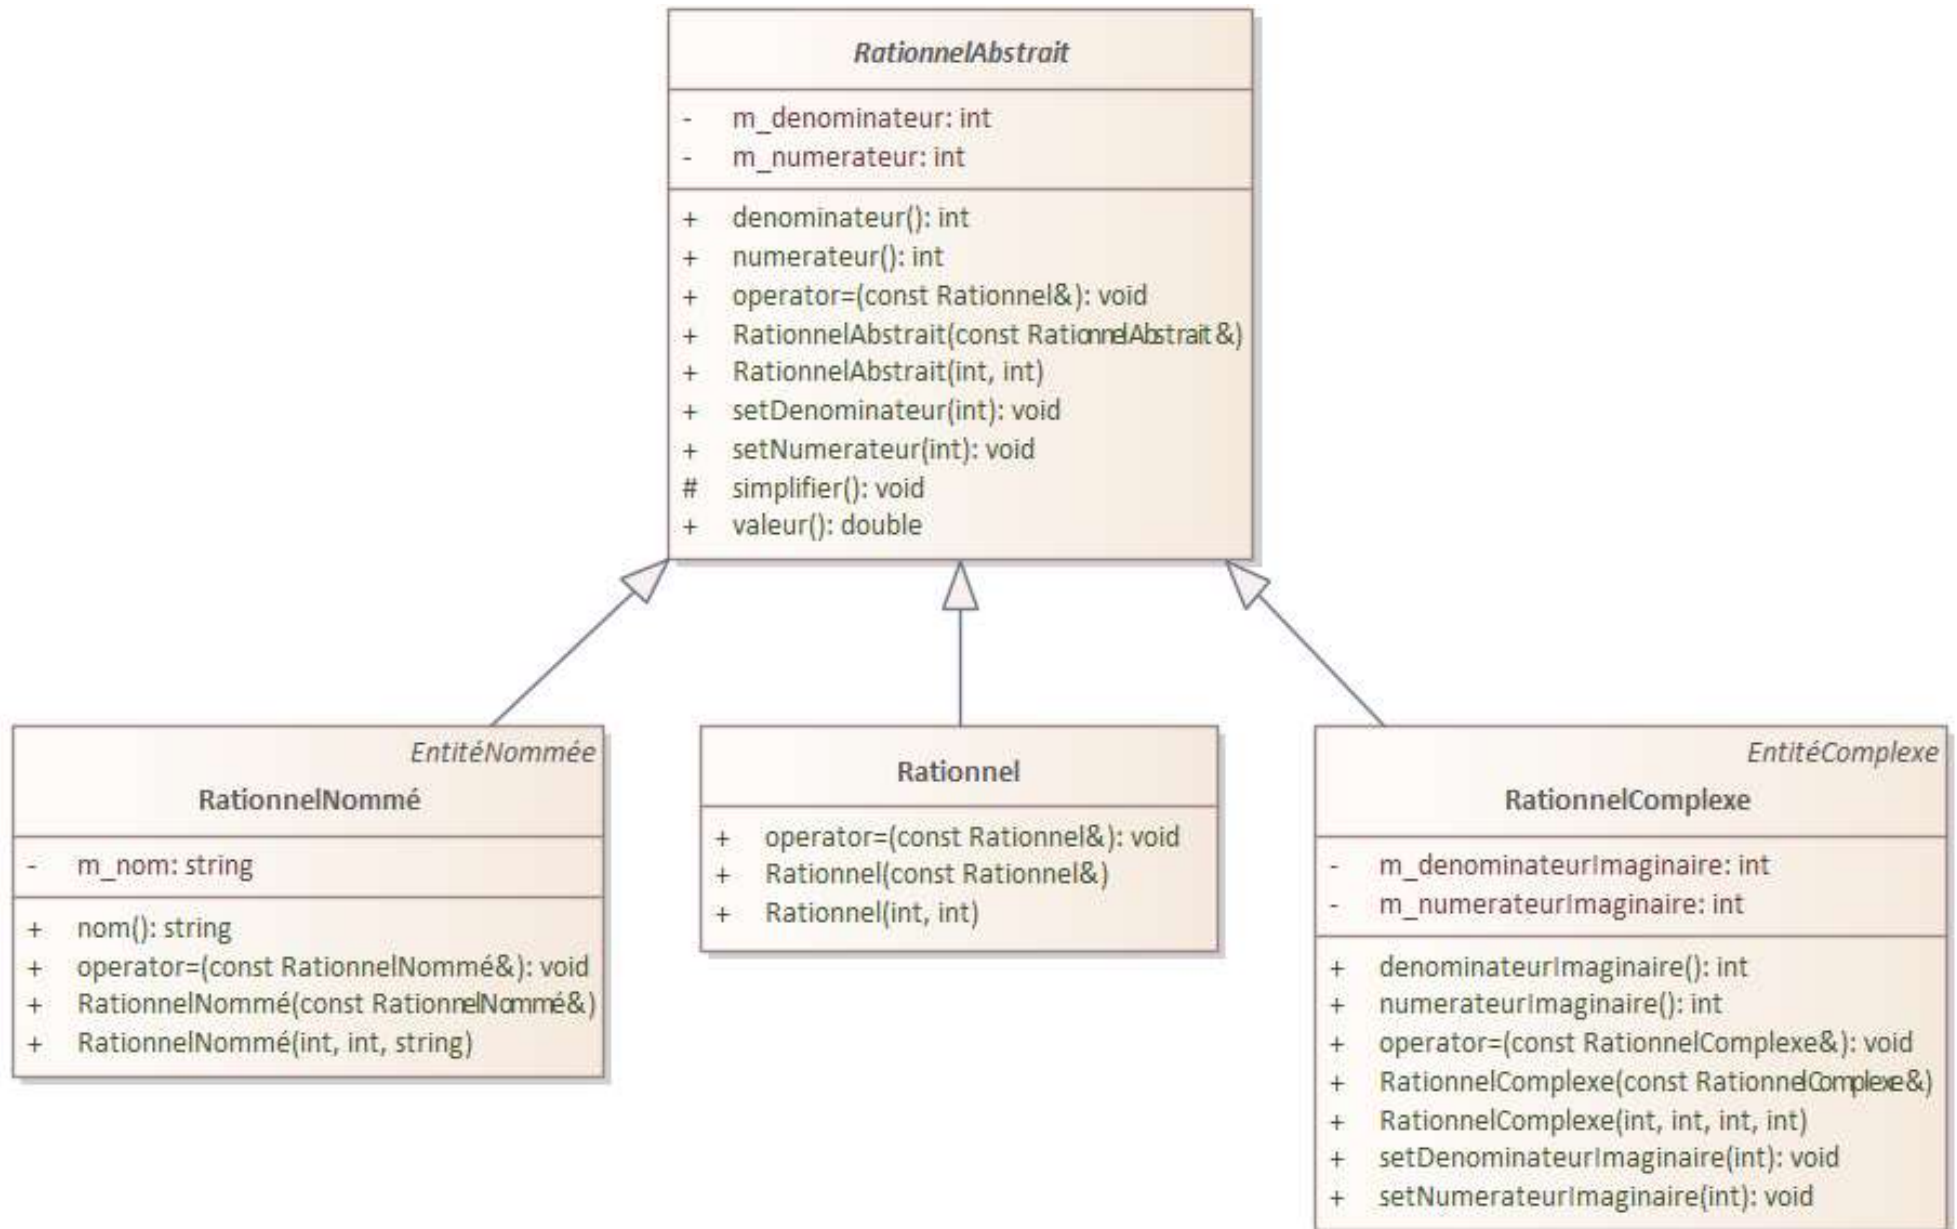 RationnelAbstrait
- m_denominateur: int
- m_numerateur: int
+ denominateur(): int
+ numerateur(): int
+ operator=(const Rationnel&): void
+ RationnelAbstrait(const RationnelAbstrait&)
+ RationnelAbstrait(int, int)
+ setDenominateur(int): void
+ setNumerateur(int): void
# simplifier(): void
+ valeur(): double
EntitéNommée
RationnelNommé
- m_nom: string
+ nom(): string
+ operator=(const RationnelNommé&): void
+ RationnelNommé(const RationnelNommé&)
+ RationnelNommé(int, int, string)
Rationnel
+ operator=(const Rationnel&): void
+ Rationnel(const Rationnel&)
+ Rationnel(int, int)
EntitéComplexe
RationnelComplexe
- m_denominateurImaginaire: int
- m_numerateurImaginaire: int
+ denominateurImaginaire(): int
+ numerateurImaginaire(): int
+ operator=(const RationnelComplexe&): void
+ RationnelComplexe(const RationnelComplexe&)
+ RationnelComplexe(int, int, int, int)
+ setDenominateurImaginaire(int): void
+ setNumerateurImaginaire(int): void